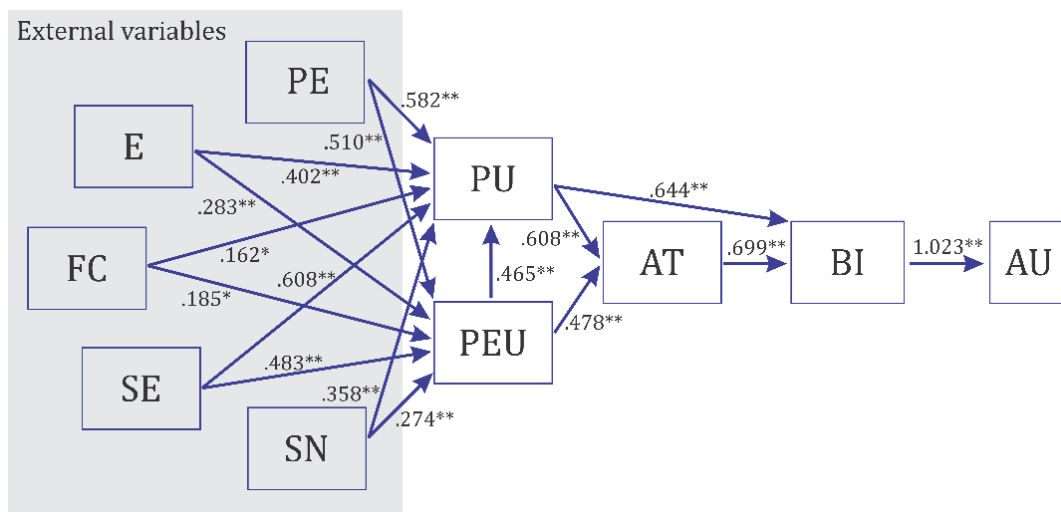 External variables
PE
E
FC
SE
SN
PU
PEU
AT
BI
AU
.582**
.510**
.402**
.283**
.162*
.608**
.185*
.483**
.358**
.274**
.465**
.644**
.608**
.478**
.699**
1.023**